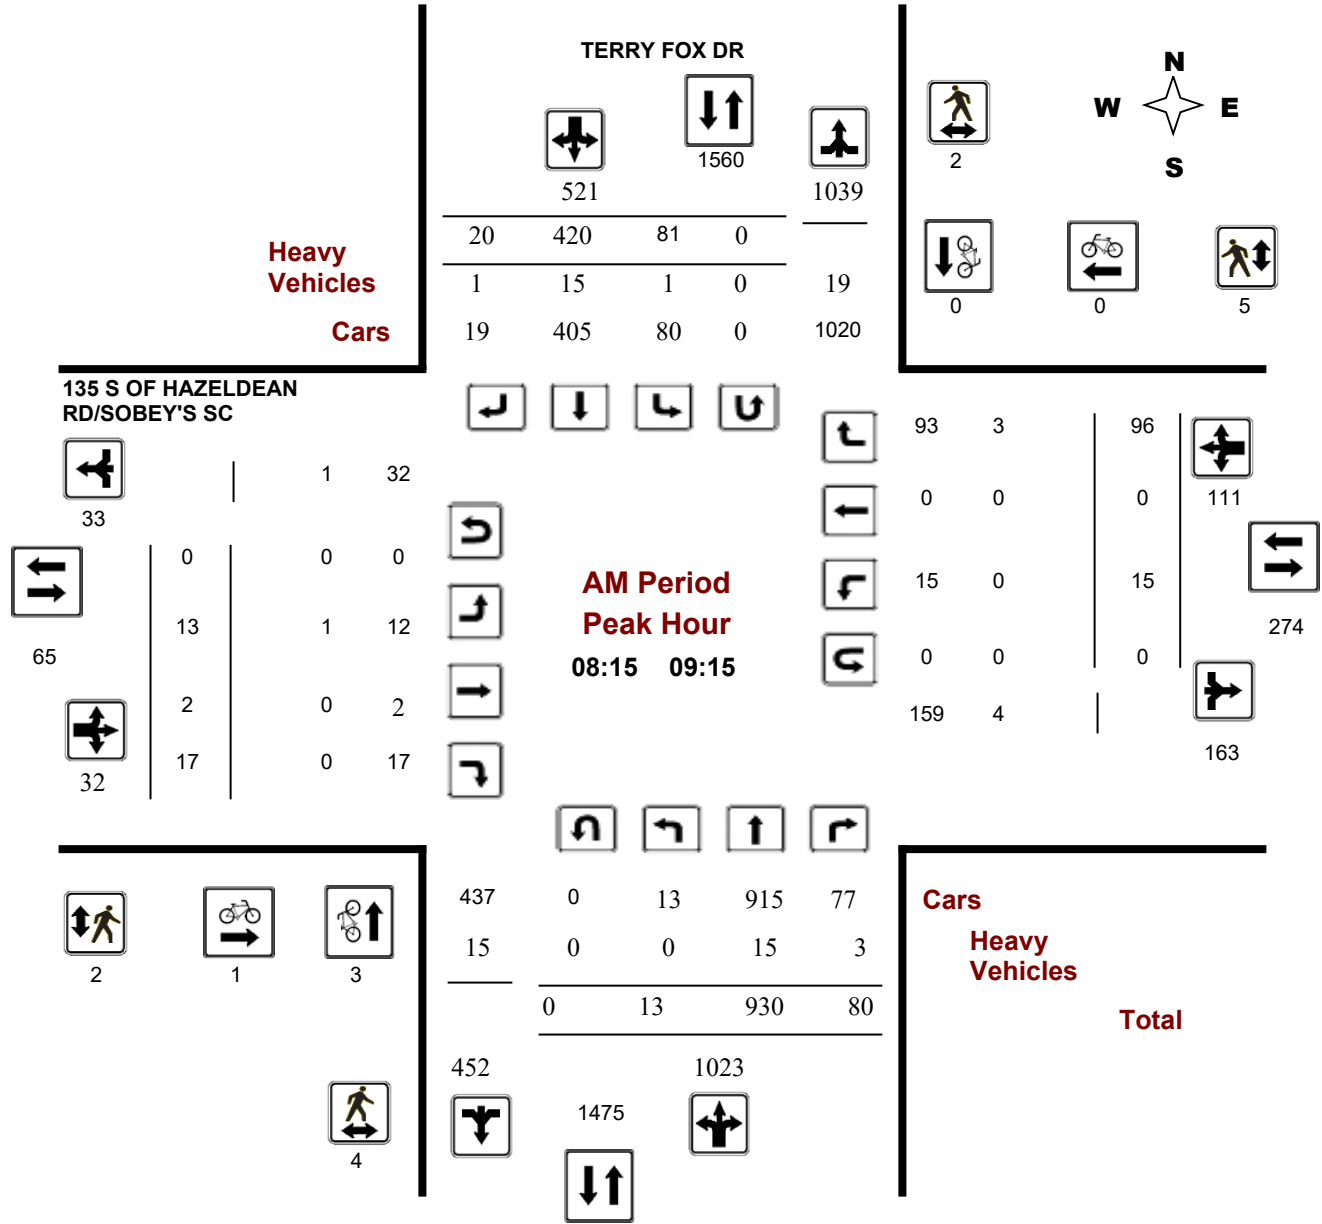 TERRY FOX DR
N
W E
S
1560
2
521
1039
20 420 81 0
Heavy
Vehicles
1 15 1 0 19
0 0 5
Cars
19 405 80 0 1020
135 S OF HAZELDEAN
RD/SOBEY'S SC
93 3 96
1 32
0 0 0
111
33
0 0 0
AM Period
15 0 15
Peak Hour
13 1 12
274
65
08:15 09:15
0 0 0
2 0 2
159 4
163
17 0 17
32
437 0 13 915 77
Cars
15 0 0 15 3
Heavy
Vehicles
2 1 3
0 13 930 80
Total
452 1023
1475
4